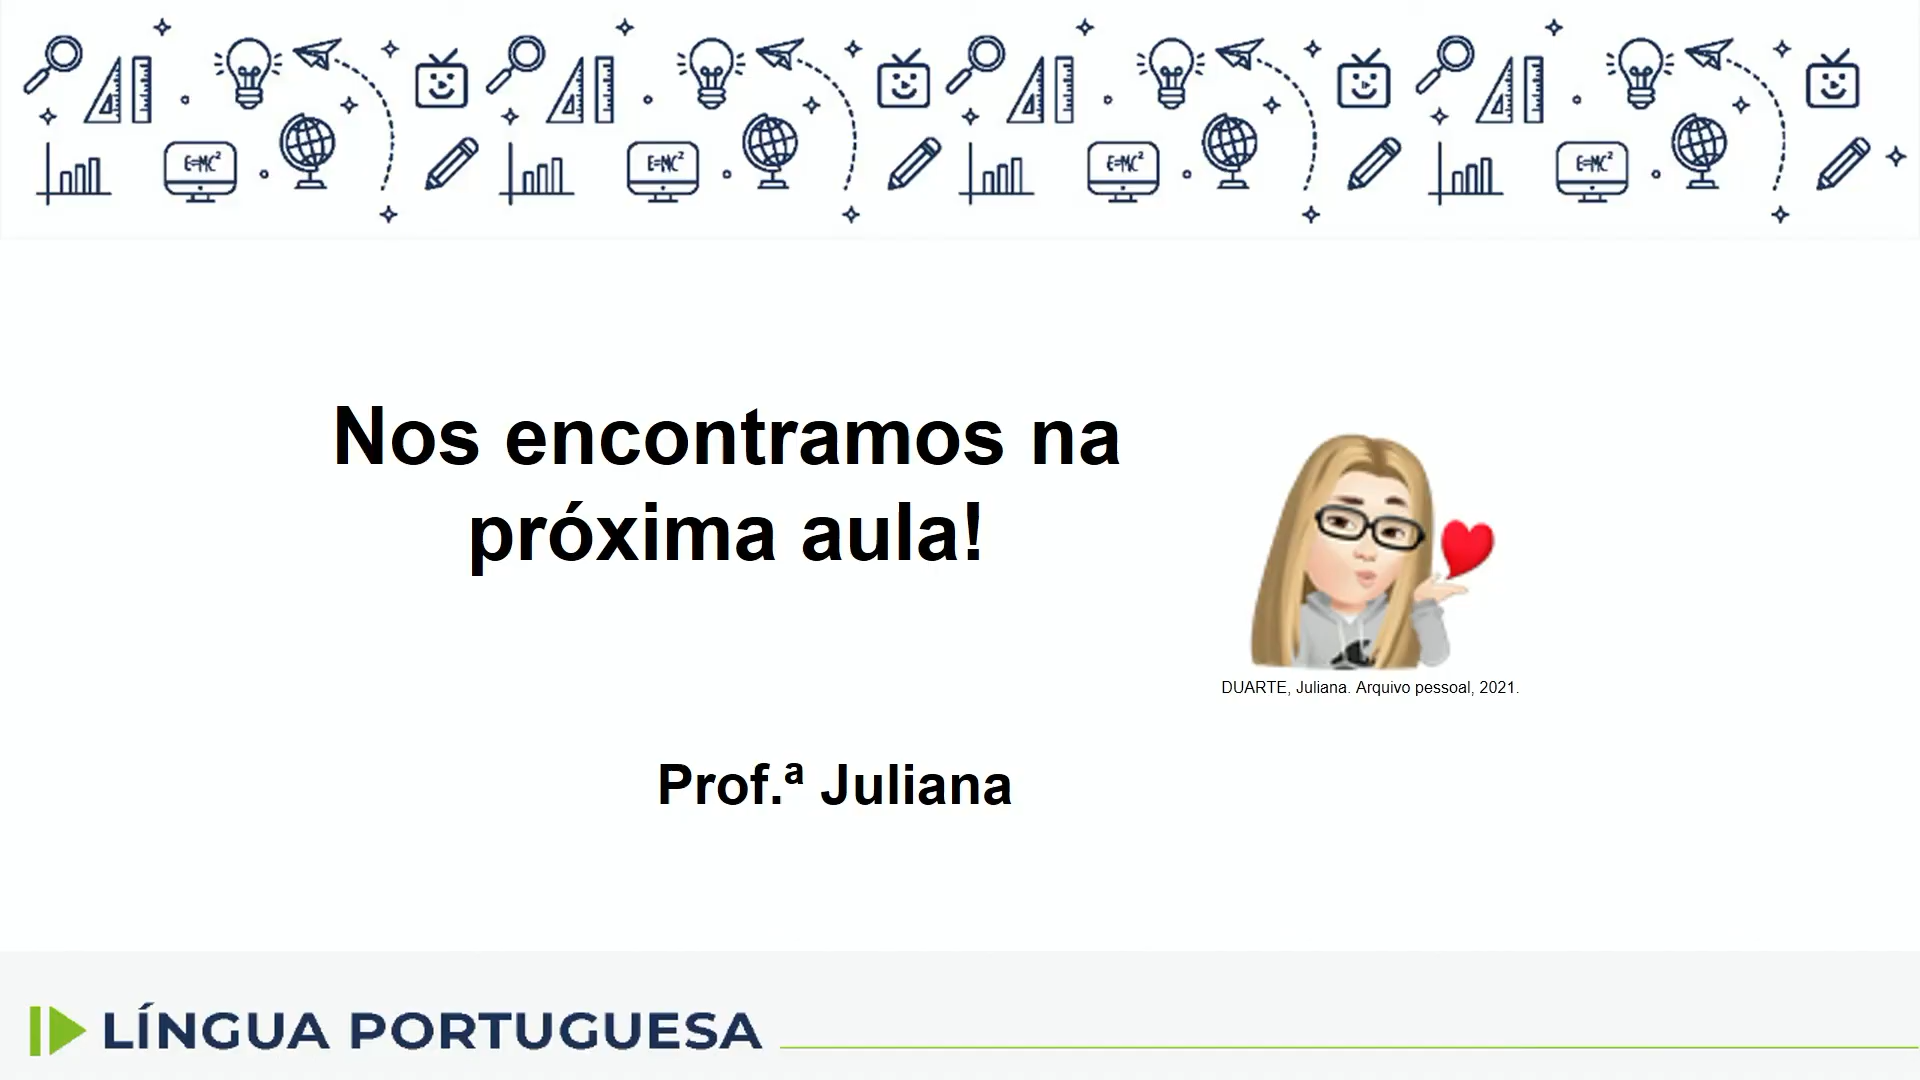 E=MC²
E=MC²
E=MC²
E=MC²
Nos encontramos na
próxima aula!
DUARTE, Juliana. Arquivo pessoal, 2021.
Prof.ª Juliana
LÍNGUA PORTUGUESA